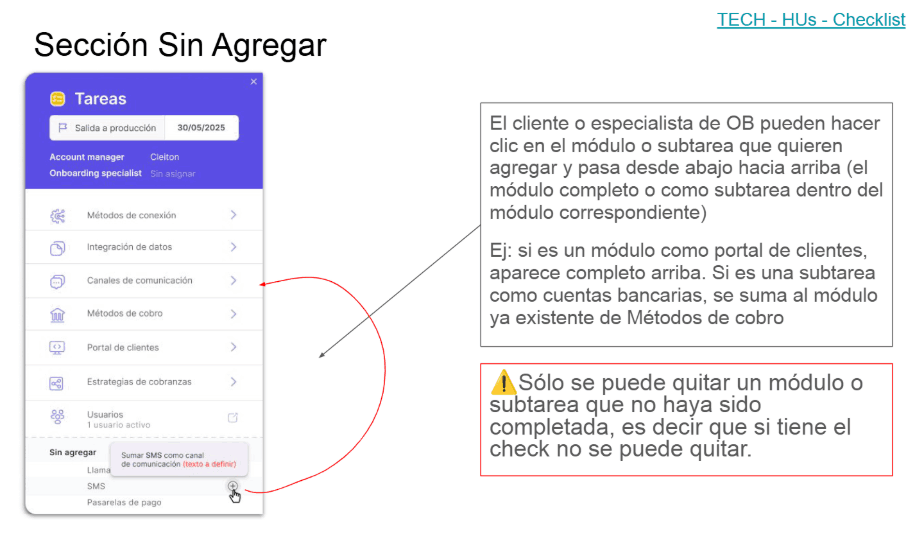 TECH - HUs - Checklist
Sección Sin Agregar
Tareas
Salida a producción 30/05/2025
Account manager Cleiton
Onboarding specialist Sin asignar
Métodos de conexión
Integración de datos
Canales de comunicación
Métodos de cobro
Portal de clientes
Estrategias de cobranzas
Usuarios
1 usuario activo
Sin agregar
Sumar SMS como canal
de comunicación (texto a definir)
Llama
SMS
Pasarelas de pago
El cliente o especialista de OB pueden hacer
clic en el módulo o subtarea que quieren
agregar y pasa desde abajo hacia arriba (el
módulo completo o como subtarea dentro del
módulo correspondiente)
Ej: si es un módulo como portal de clientes,
aparece completo arriba. Si es una subtarea
como cuentas bancarias, se suma al módulo
ya existente de Métodos de cobro
⚠️Sólo se puede quitar un módulo o
subtarea que no haya sido
completada, es decir que si tiene el
check no se puede quitar.